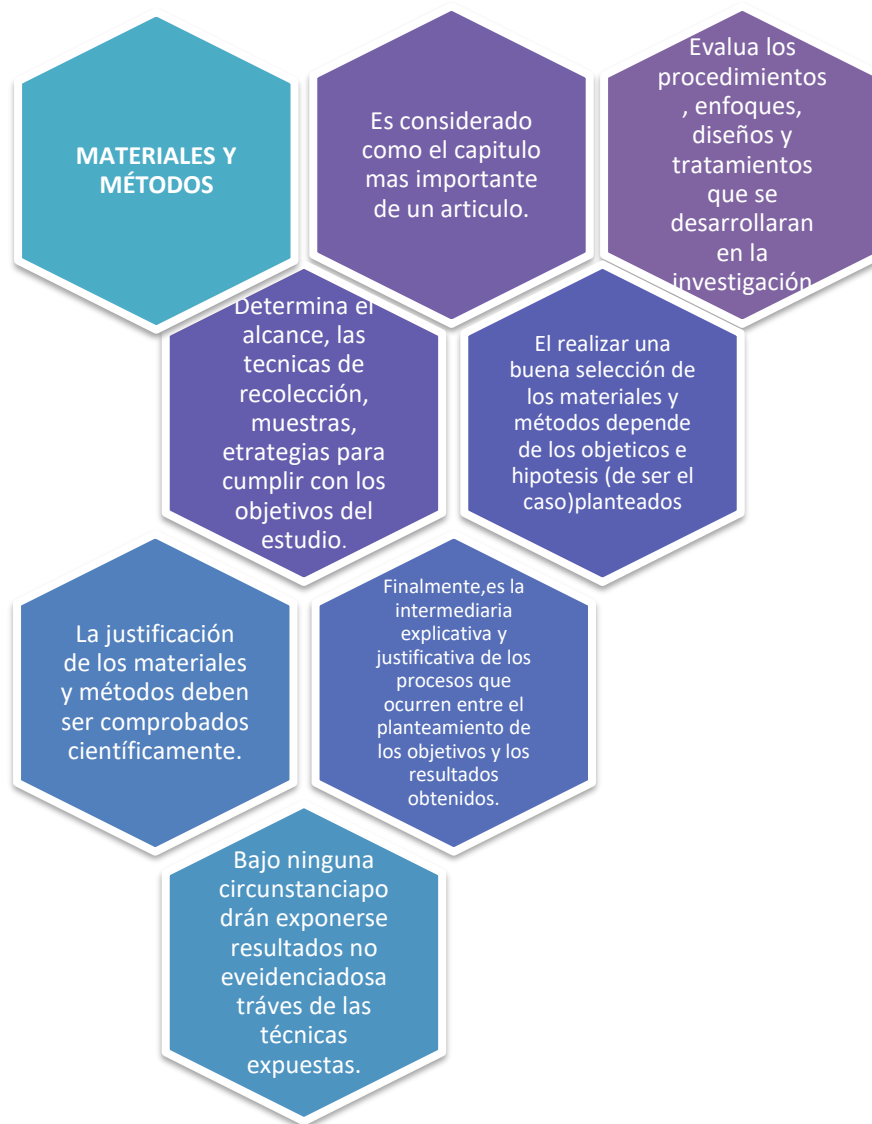 MATERIALES Y
MÉTODOS
Es considerado
como el capitulo
mas importante
de un articulo.
Evalua los
procedimientos
, enfoques,
diseños y
tratamientos
que se
desarrollaran
en la
investigación
Determina el
alcance, las
tecnicas de
recolección,
muestras,
etrategias para
cumplir con los
objetivos del
estudio.
El realizar una
buena selección de
los materiales y
métodos depende
de los objeticos e
hipotesis (de ser el
caso)planteados
La justificación
de los materiales
y métodos deben
ser comprobados
científicamente.
Finalmente,es la
intermediaria
explicativa y
justificativa de los
procesos que
ocurren entre el
planteamiento de
los objetivos y los
resultados
obtenidos.
Bajo ninguna
circunstanciapo
drán exponerse
resultados no
eveidenciadosa
tráves de las
técnicas
expuestas.